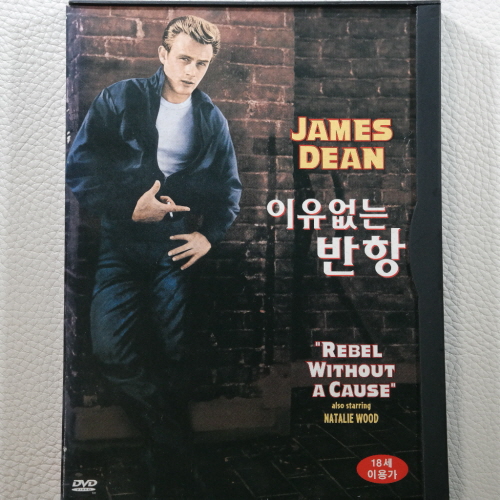 JAMES
DEAN
이유없는
반항
"REBEL
WITHOUT
A CAUSE"
also starring
NATALIE WOOD
18세
이용가
DVD
VIDEO